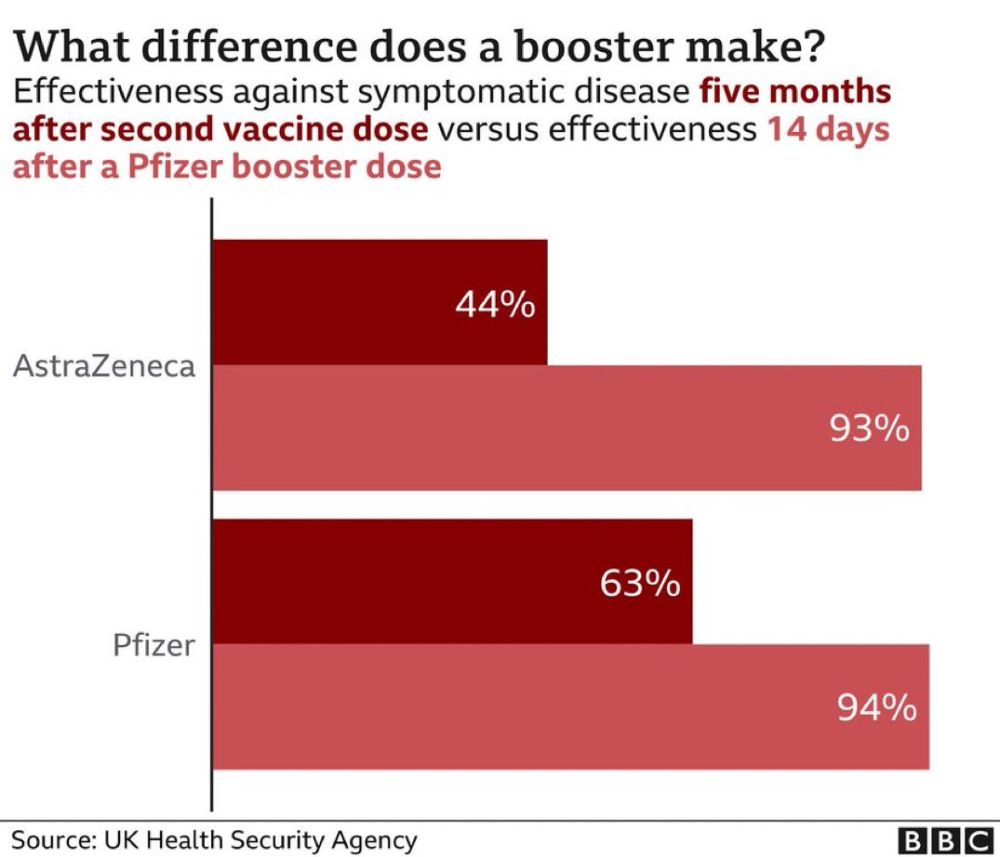 What difference does a booster make?
Effectiveness against symptomatic disease five months
after second vaccine dose versus effectiveness 14 days
after a Pfizer booster dose
44%
AstraZeneca
93%
63%
Pfizer
94%
Source: UK Health Security Agency
BBC